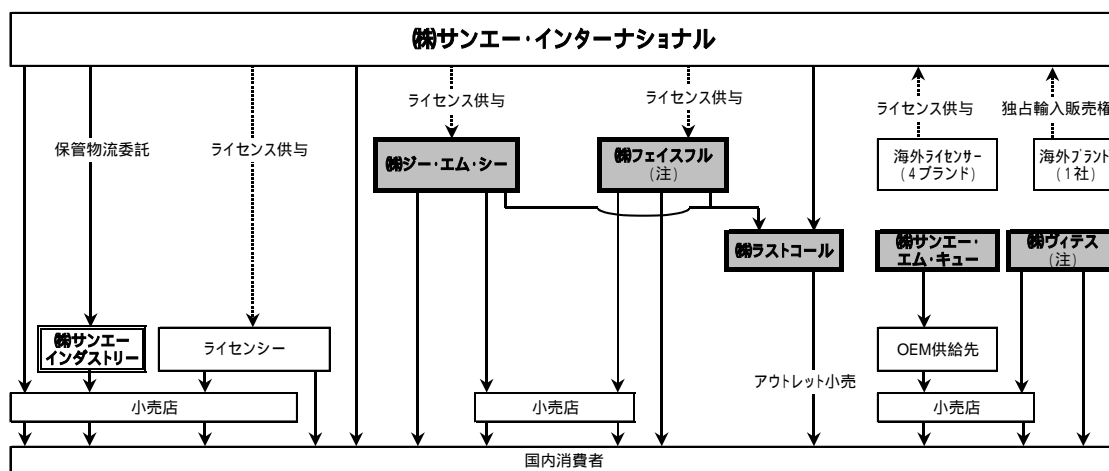 ㈱サンエー・インターナショナル
ライセンス供与
ライセンス供与
ライセンス供与
独占輸入販売権
保管物流委託
ライセンス供与
㈱ジー・エム・シー
㈱フェイスフル
(注)
海外ライセンサー
(4ブランド)
海外ブランド
(1社)
㈱ラストコール
㈱サンエー・
エム・キュー
㈱ヴィテス
(注)
㈱サンエー
インダストリー
ライセンシー
OEM供給先
アウトレット小売
小売店
小売店
小売店
国内消費者